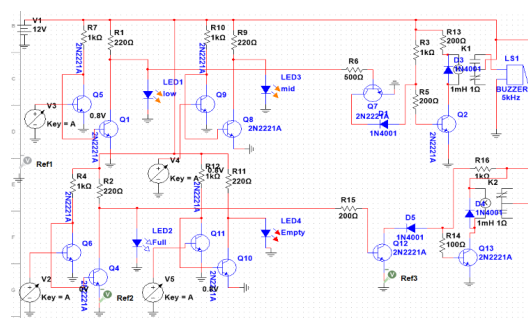 V1
12V
R7
1kΩ
R1
220Ω
R10
1kΩ
R9
220Ω
2N2221A
2N2221A
Q5
Q1
2N2221A
LED1
low
V3
Key = A
0.8V
Q9
Q8
2N2221A
LED3
mid
R6
500Ω
Q7
2N2221A
D1
1N4001
R3
1kΩ
R13
200Ω
K1
D3
1N4001
1mH 1Ω
R5
200Ω
Q2
2N2221A
LS1
BUZZER
5kHz
Ref1
V4
Key = A
0.8V
R4
1kΩ
R2
220Ω
R12
1kΩ
R11
220Ω
2N2221A
2N2221A
Q6
Q4
2N2221A
LED2
Full
V2
Key = A
0V
Ref2
V5
Key = A
0.8V
Q11
Q10
2N2221A
LED4
Empty
R15
200Ω
Q12
2N2221A
Ref3
D5
1N4001
R14
100Ω
R16
1kΩ
K2
D4
1N4001
1mH 1Ω
Q13
2N2221A